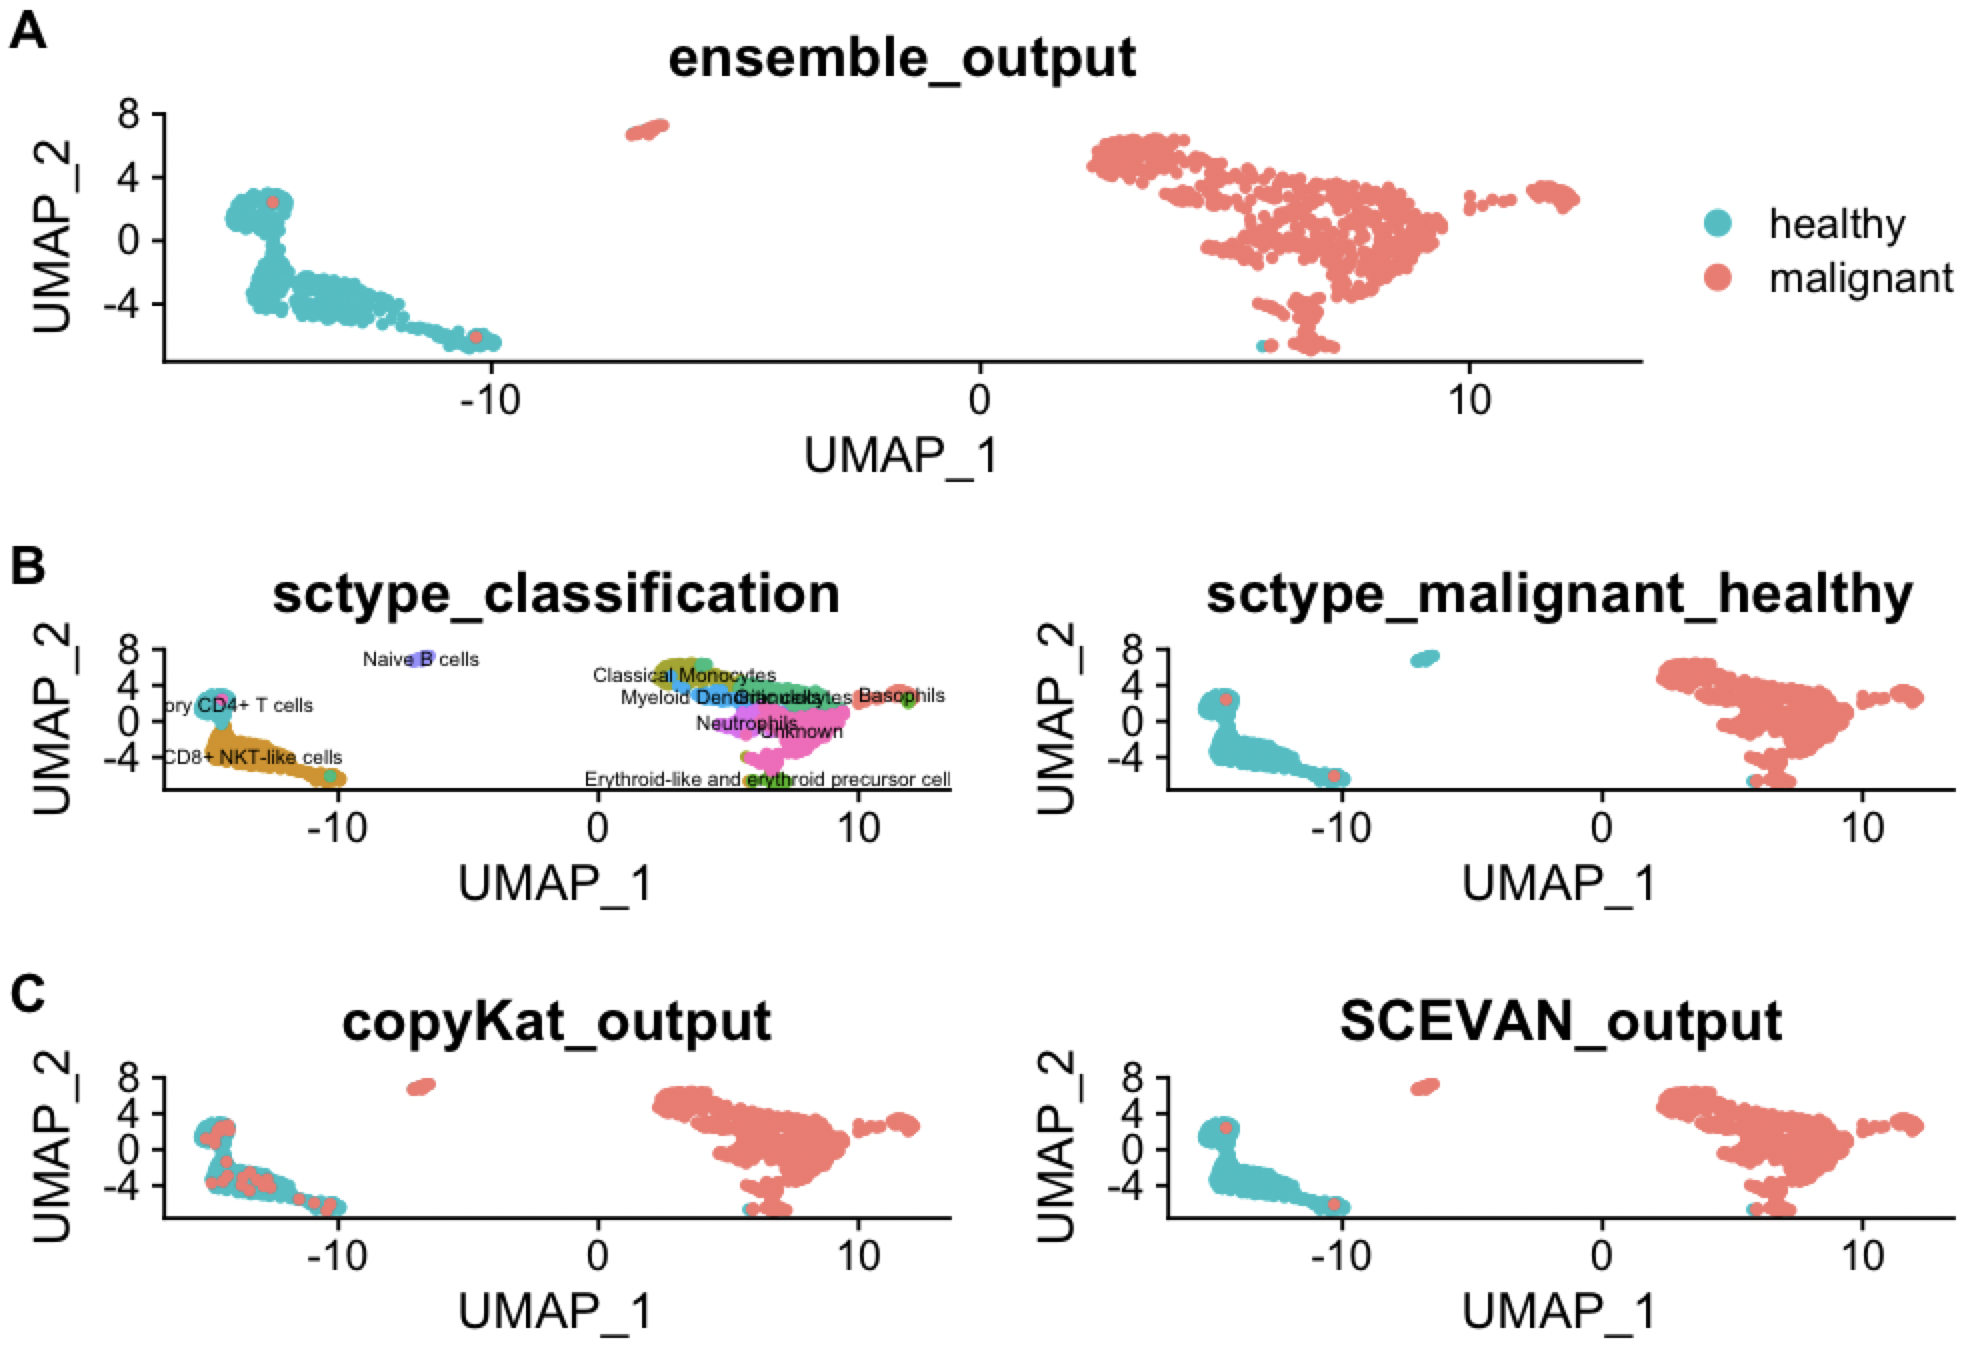 A
ensemble_output
UMAP_2
8
4
0
-4
-10
0
10
UMAP_1
healthy
malignant
B
sctype_classification
UMAP_2
8
4
0
-4
Naive B cells
Classical Monocytes
ory CD4+ T cells
Myeloid Basophils
Neutrophils
Unknown
CD8+ NKT-like cells
Erythroid-like and erythroid precursor cell
-10
0
10
UMAP_1
sctype_malignant_healthy
UMAP_2
8
4
0
-4
-10
0
10
UMAP_1
C
copyKat_output
UMAP_2
8
4
0
-4
-10
0
10
UMAP_1
SCEVAN_output
UMAP_2
8
4
0
-4
-10
0
10
UMAP_1